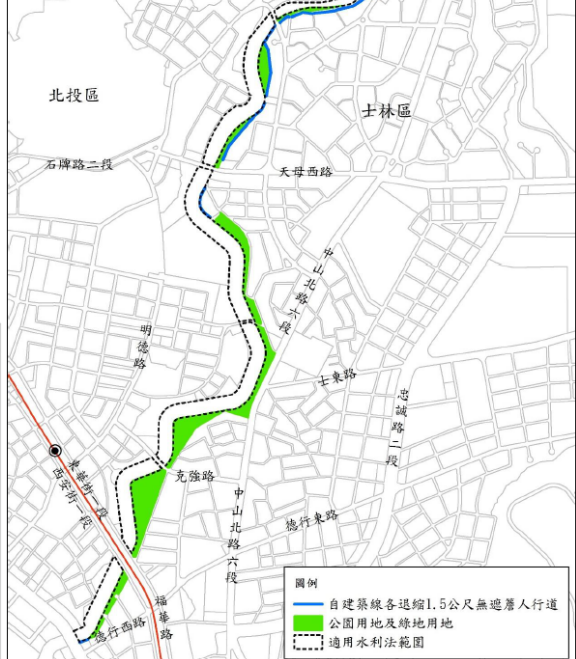 北投區
士林區
石牌路二段
天母西路
中山北路六段
明德路
士東路
忠誠路二段
東華街一段
西安街一段
克強路
中山北路六段
德行東路
福華路
德行西路
圖例
自建築線各退縮1.5公尺無遮簷人行道
公園用地及綠地用地
適用水利法範圍